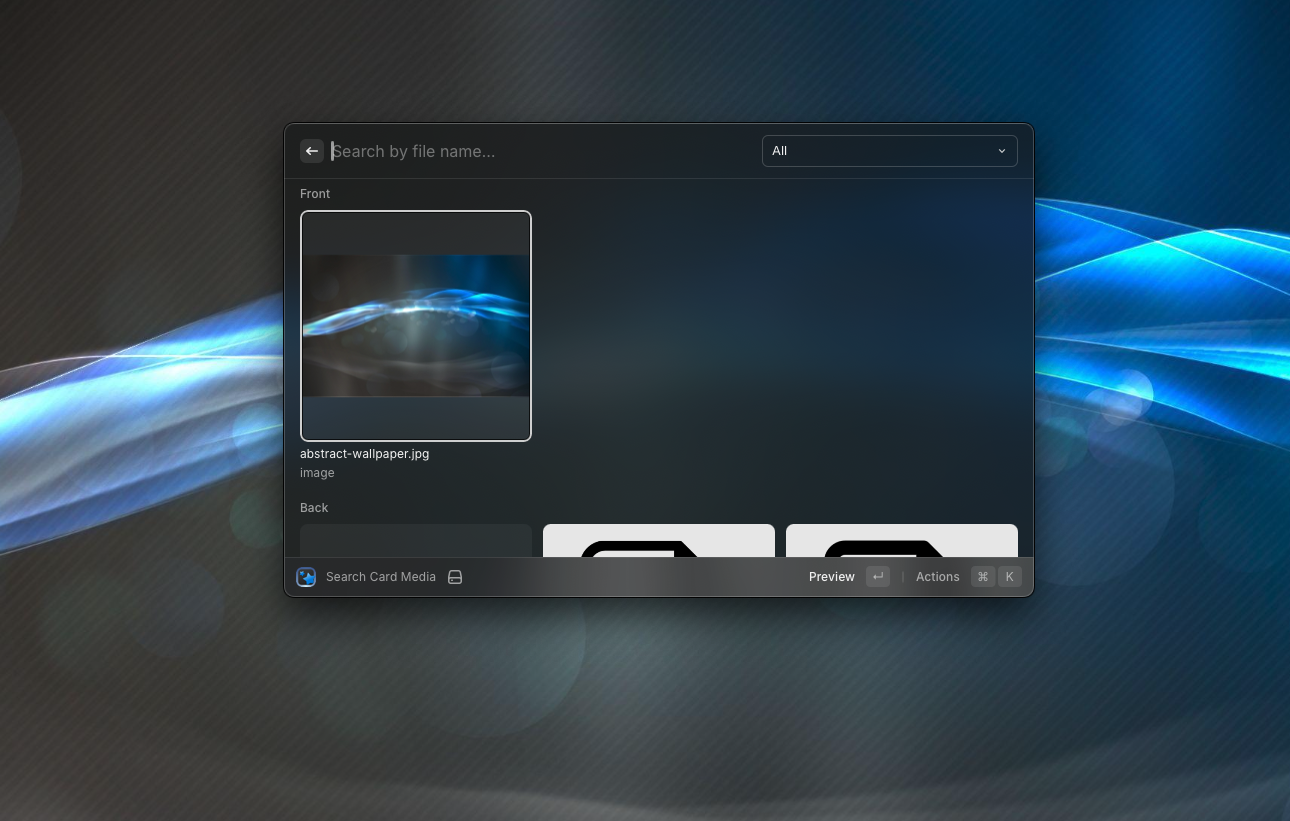 Search by file name...
All
Front
abstract-wallpaper.jpg
image
Back
Search Card Media
Preview
Actions
⌘ K